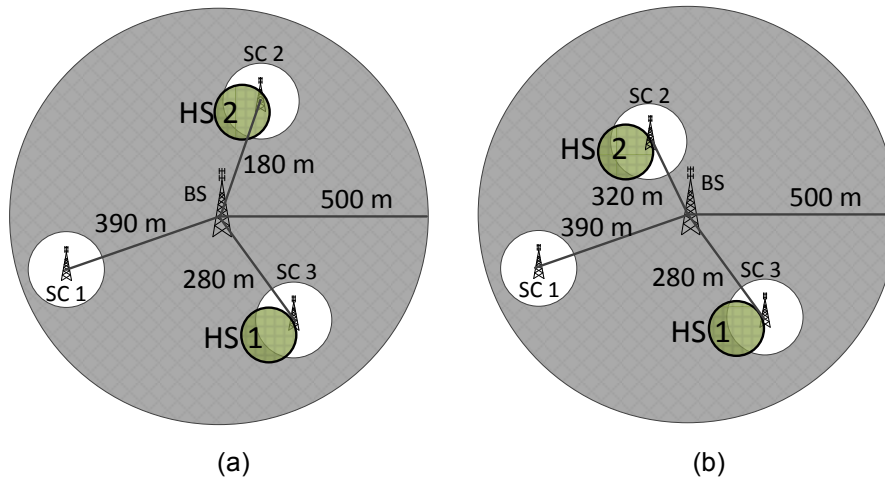 SC 2
HS 2
180 m
BS
500 m
390 m
SC 1
280 m
SC 3
HS 1
(a)
SC 2
HS 2
320 m
BS
500 m
390 m
SC 1
280 m
SC 3
HS 1
(b)